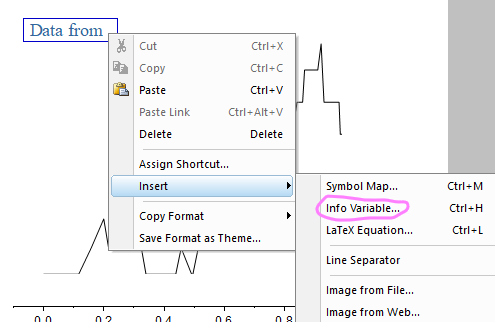 Data from
Cut Ctrl+X
Copy Ctrl+C
Paste Ctrl+V
Paste Link Ctrl+Alt+V
Delete Delete
Assign Shortcut...
Insert
Symbol Map... Ctrl+M
Info Variable... Ctrl+H
Copy Format
LaTeX Equation... Ctrl+L
Save Format as Theme...
Line Separator
Image from File...
Image from Web...
0.0 0.2 0.4 0.6 0.8